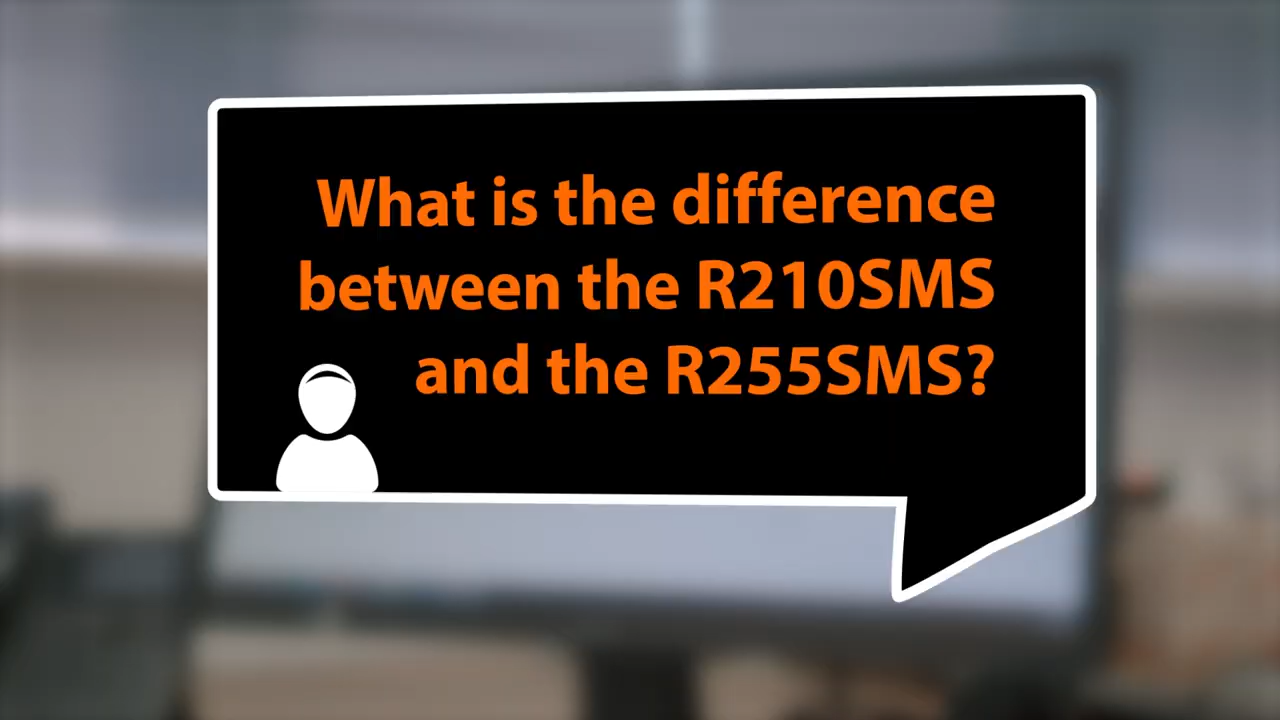 What is the difference
between the R210SMS
and the R255SMS?